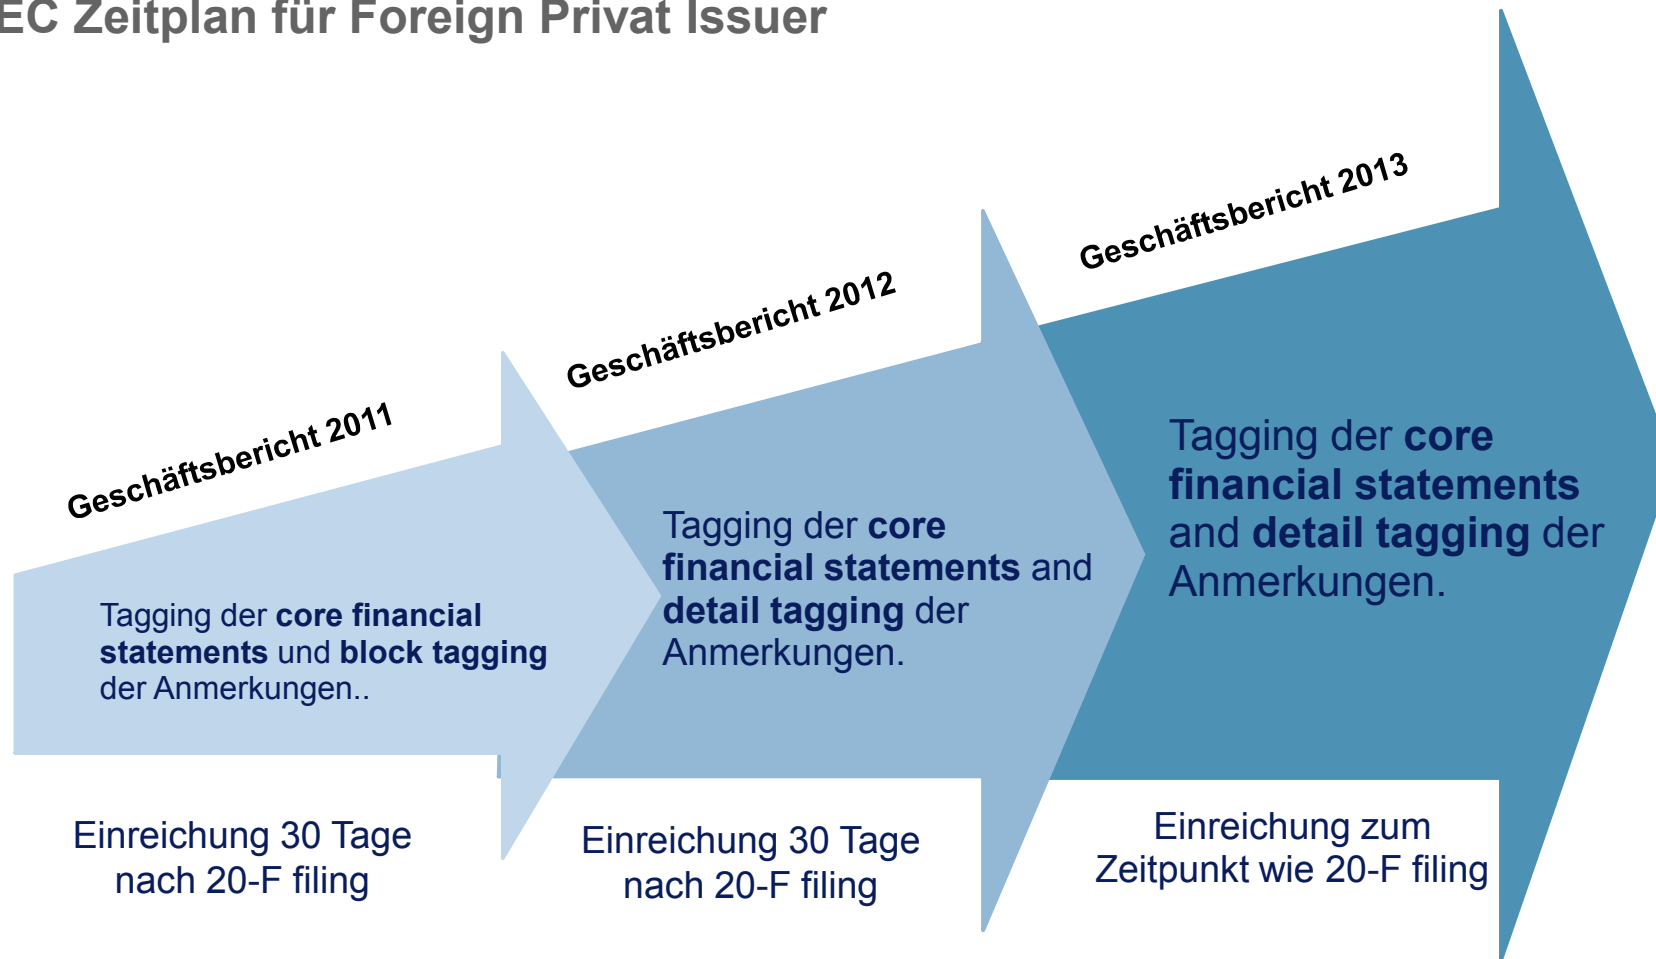 EC Zeitplan für Foreign Privat Issuer
Geschäftsbericht 2011
Tagging der core financial
statements und block tagging
der Anmerkungen..
Einreichung 30 Tage
nach 20-F filing
Geschäftsbericht 2012
Tagging der core
financial statements and
detail tagging der
Anmerkungen.
Einreichung 30 Tage
nach 20-F filing
Geschäftsbericht 2013
Tagging der core
financial statements
and detail tagging der
Anmerkungen.
Einreichung zum
Zeitpunkt wie 20-F filing